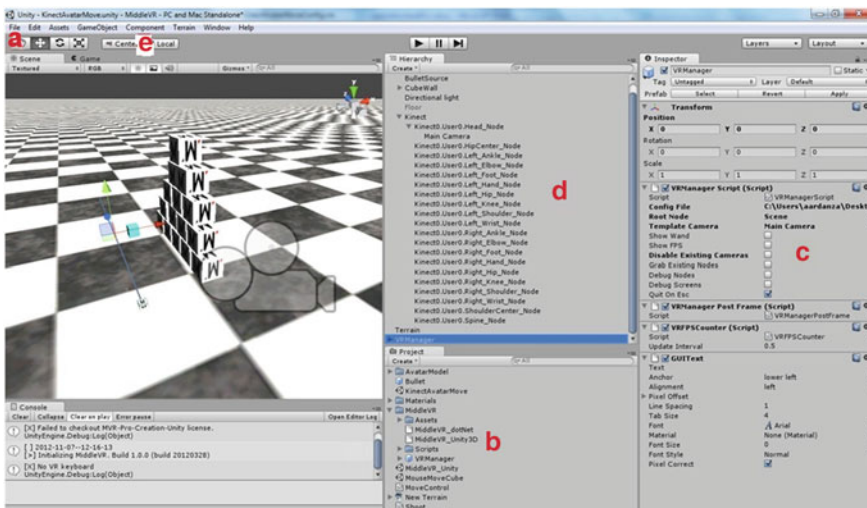 Unity - KinectAvatarMove.unity - MiddleVR - PC and Mac Standalone*
File Edit Assets GameObject Component Terrain Window Help
a
e
Local
Layers
Layout
Scene
Game
Textured
RGB
Gizmos
All
Hierarchy
Create
All
BulletSource
CubeWall
Directional light
Floor
Kinect
Kinect0.User0.Head_Node
Main Camera
Kinect0.User0.HipCenter_Node
Kinect0.User0.Left_Ankle_Node
Kinect0.User0.Left_Elbow_Node
Kinect0.User0.Left_Foot_Node
Kinect0.User0.Left_Hand_Node
Kinect0.User0.Left_Hip_Node
Kinect0.User0.Left_Knee_Node
Kinect0.User0.Left_Shoulder_Node
Kinect0.User0.Left_Wrist_Node
Kinect0.User0.Right_Ankle_Node
Kinect0.User0.Right_Elbow_Node
Kinect0.User0.Right_Foot_Node
Kinect0.User0.Right_Hand_Node
Kinect0.User0.Right_Hip_Node
Kinect0.User0.Right_Knee_Node
Kinect0.User0.Right_Shoulder_Node
Kinect0.User0.Right_Wrist_Node
Kinect0.User0.ShoulderCenter_Node
Kinect0.User0.Spine_Node
Terrain
VRManager
d
Project
Create
All
AvatarModel
Bullet
KinectAvatarMove
Materials
MiddleVR
Assets
MiddleVR_dotNet
MiddleVR_Unity3D
Scripts
VRManager
MiddleVR_Unity
MouseMoveCube
MoveControl
New Terrain
Shoot
b
Inspector
VRManager
Static
Tag Untagged Layer Default
Prefab Select Revert Apply
Transform
Position
X 0 Y 0 Z 0
Rotation
X 0 Y 0 Z 0
Scale
X 1 Y 1 Z 1
VRManager Script (Script)
Script VRManagerScript
Config File C:\Users\aardanza\Deskt
Root Node Scene
Template Camera Main Camera
Show Wand
Show FPS
Disable Existing Cameras
Grab Existing Nodes
Debug Nodes
Debug Screens
Quit On Esc
c
VRManager Post Frame (Script)
Script VRManagerPostFrame
VRFPSCounter (Script)
Script VRFPSCounter
Update Interval 0.5
GUIText
Text
Anchor lower left
Alignment left
Pixel Offset
Line Spacing 1
Tab Size 4
Font Arial
Material None (Material)
Font Size 0
Font Style Normal
Pixel Correct
Console
Clear Collapse Clear on play Error pause Open Editor Log
[X] Failed to checkout MVR-Pro-Creation-Unity license.
UnityEngine.Debug:Log(Object)
[ ] 2012-11-07--12-16-13
[>] Initializing MiddleVR. Build 1.0.0 (build 20120328)
[X] No VR keyboard
UnityEngine.Debug:Log(Object)